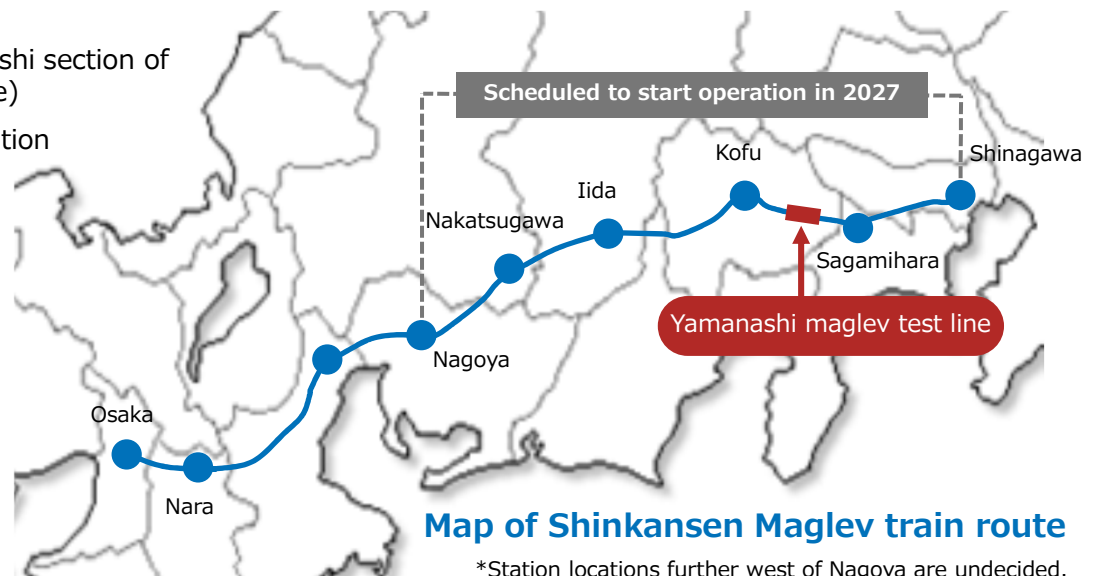 shi section of
e)
tion
Scheduled to start operation in 2027
Kofu
Shinagawa
Iida
Nakatsugawa
Sagamihara
Yamanashi maglev test line
Nagoya
Osaka
Nara
Map of Shinkansen Maglev train route
*Station locations further west of Nagoya are undecided.